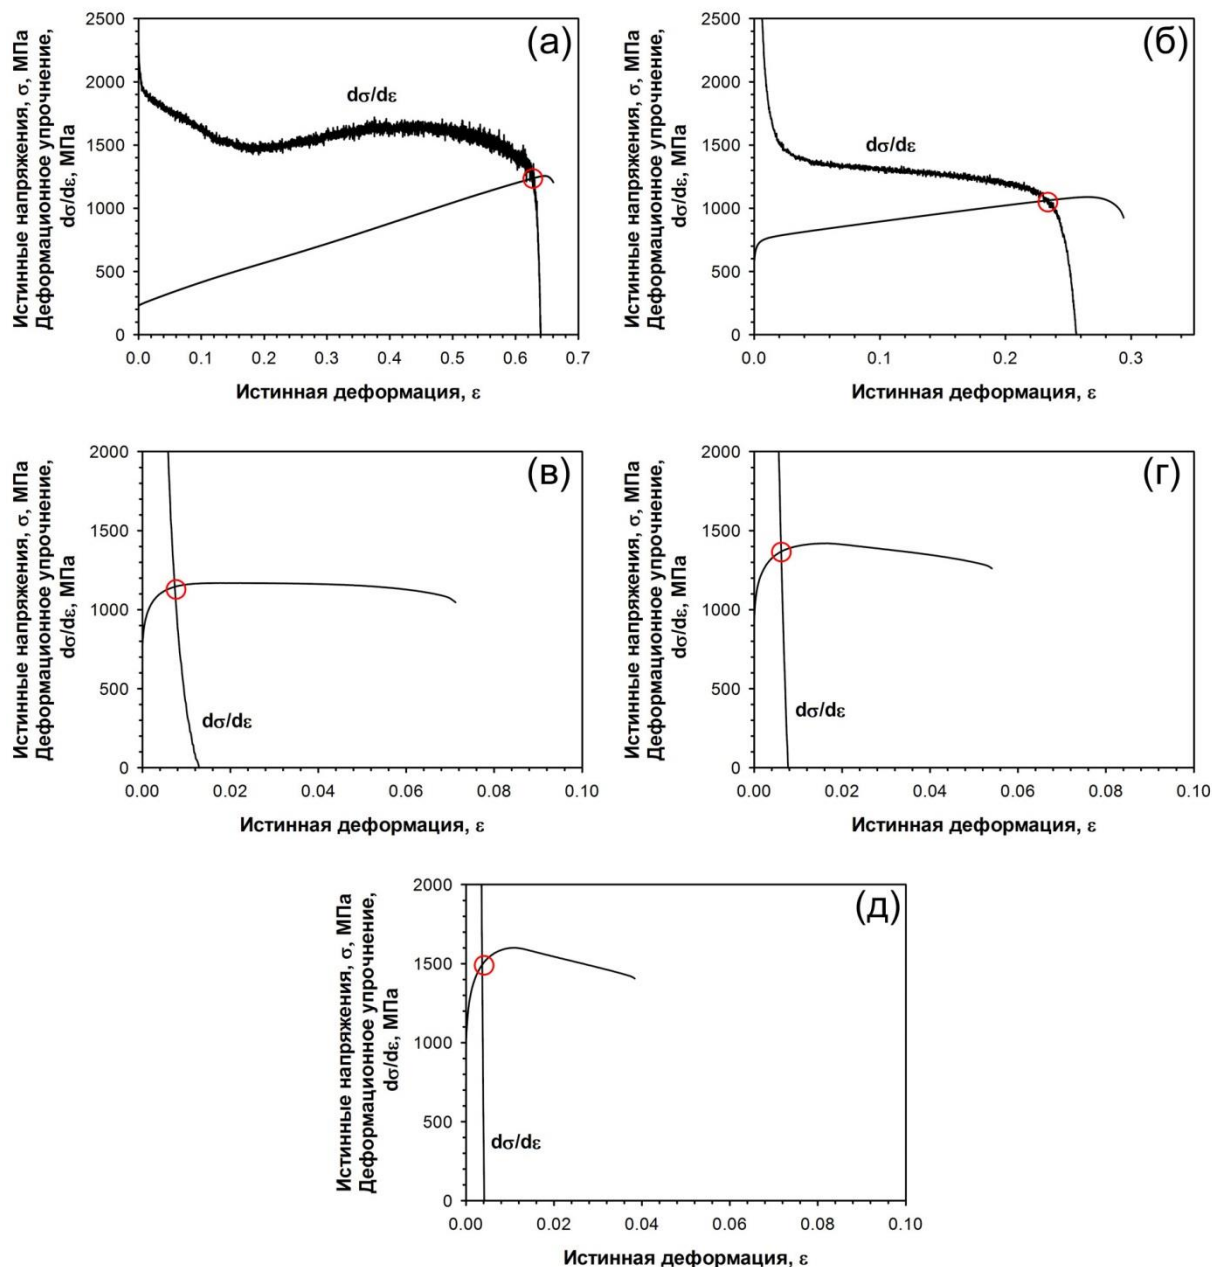 Истинные напряжения, σ, МПа
Деформационное упрочнение,
dσ/dε, МПа
2500
2000
1500
1000
500
0
(а)
dσ/dε
0.0 0.1 0.2 0.3 0.4 0.5 0.6 0.7
Истинная деформация, ε
Истинные напряжения, σ, МПа
Деформационное упрочнение,
dσ/dε, МПа
2500
2000
1500
1000
500
0
(б)
dσ/dε
0.0 0.1 0.2 0.3
Истинная деформация, ε
Истинные напряжения, σ, МПа
Деформационное упрочнение,
dσ/dε, МПа
2000
1500
1000
500
0
(в)
dσ/dε
0.00 0.02 0.04 0.06 0.08 0.10
Истинная деформация, ε
Истинные напряжения, σ, МПа
Деформационное упрочнение,
dσ/dε, МПа
2000
1500
1000
500
0
(г)
dσ/dε
0.00 0.02 0.04 0.06 0.08 0.10
Истинная деформация, ε
Истинные напряжения, σ, МПа
Деформационное упрочнение,
dσ/dε, МПа
2000
1500
1000
500
0
(д)
dσ/dε
0.00 0.02 0.04 0.06 0.08 0.10
Истинная деформация, ε